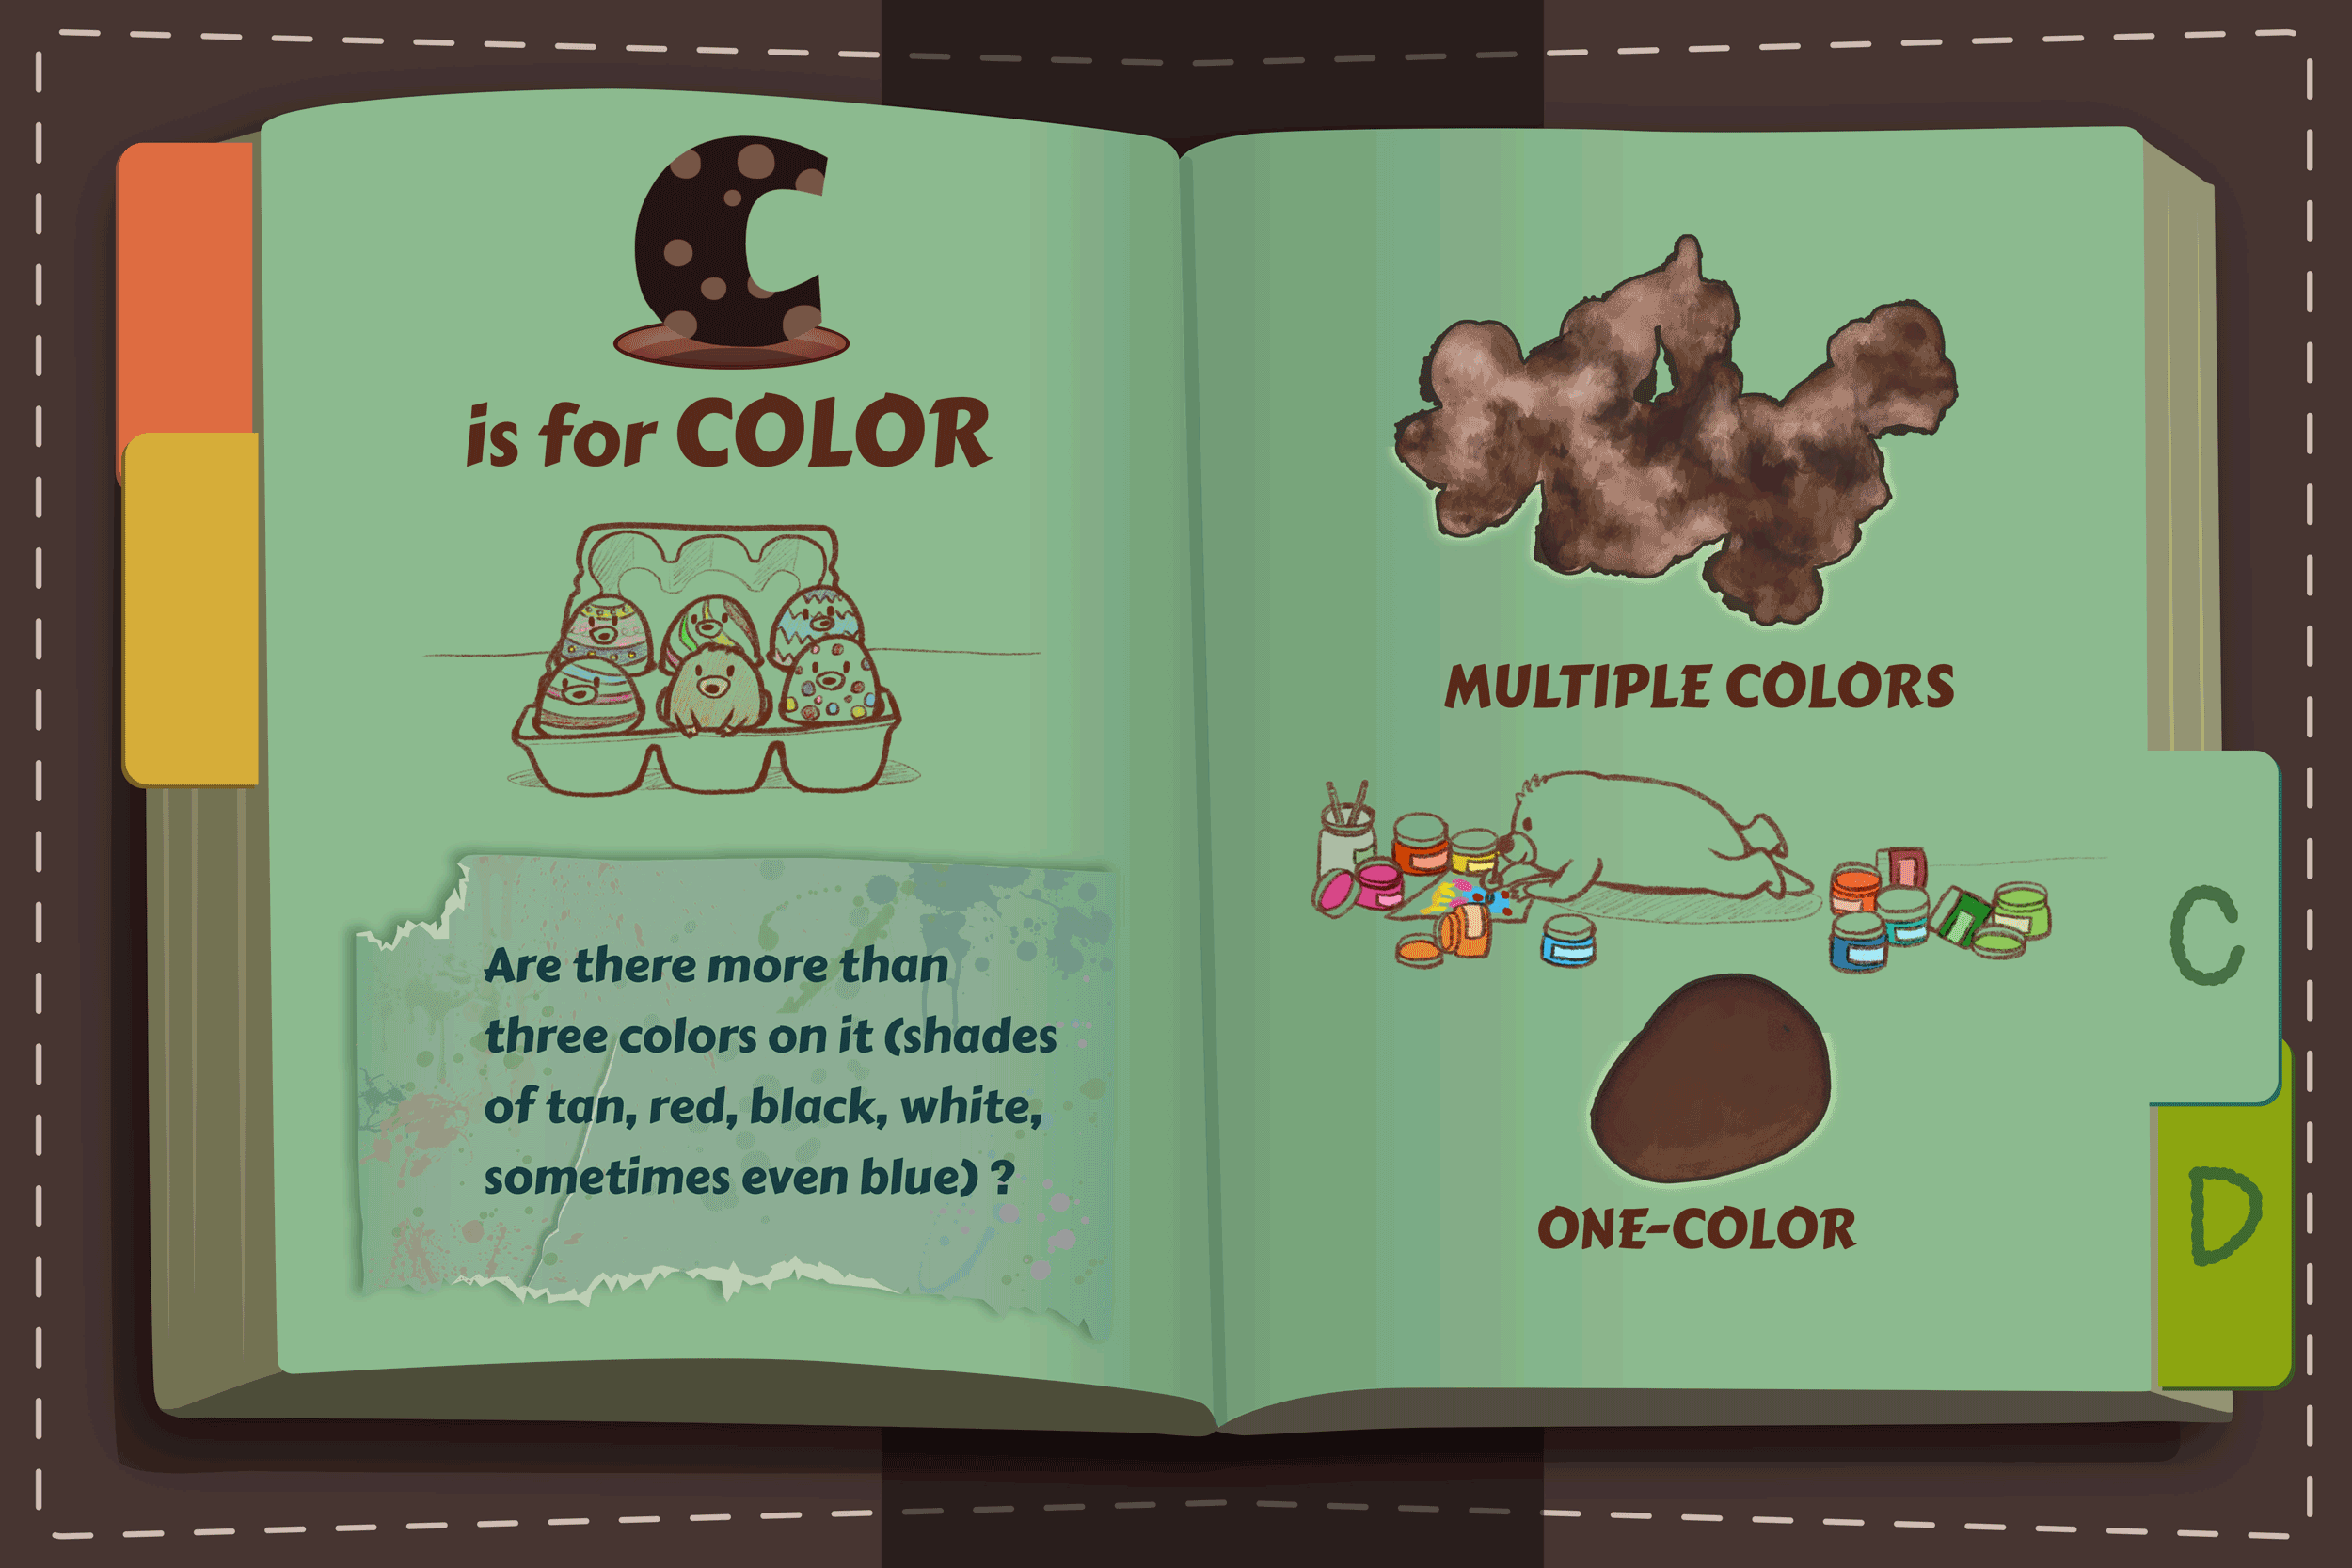 C
is for COLOR
Are there more than
three colors on it (shades
of tan, red, black, white,
sometimes even blue) ?
MULTIPLE COLORS
ONE-COLOR
C
D